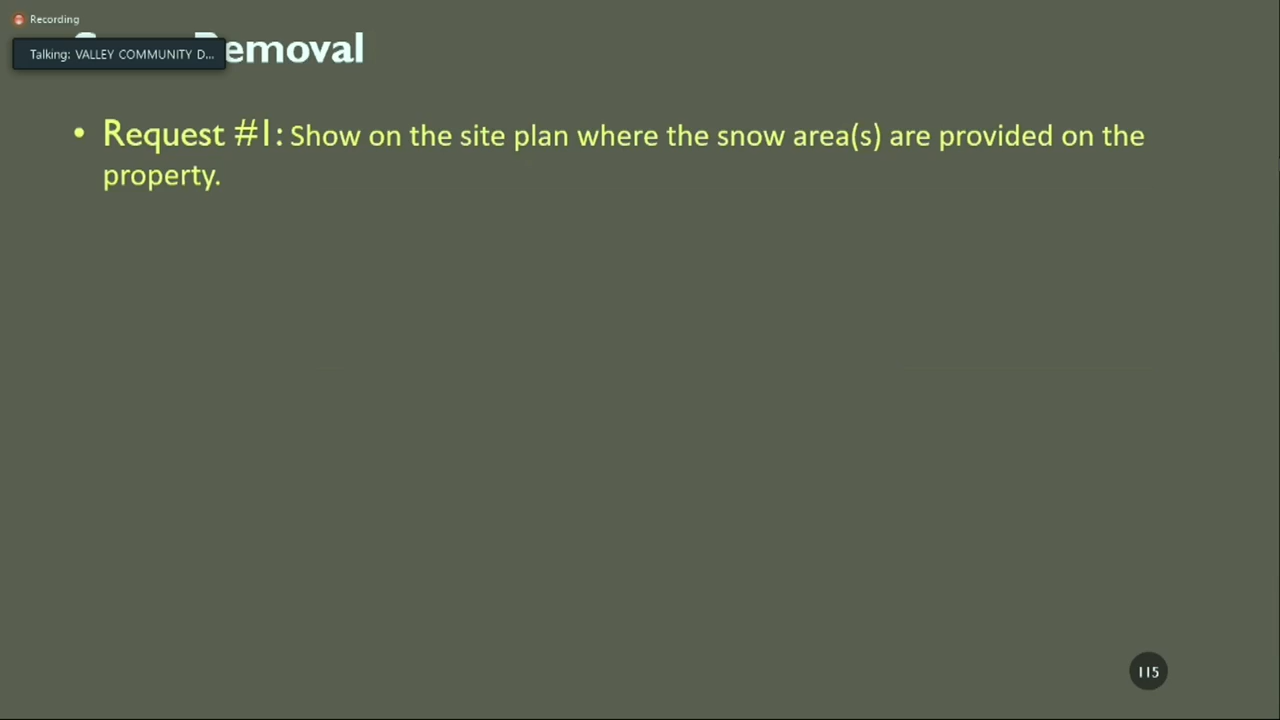 Recording
Talking: VALLEY COMMUNITY D...
Removal
• Request #1: Show on the site plan where the snow area(s) are provided on the
property.
115